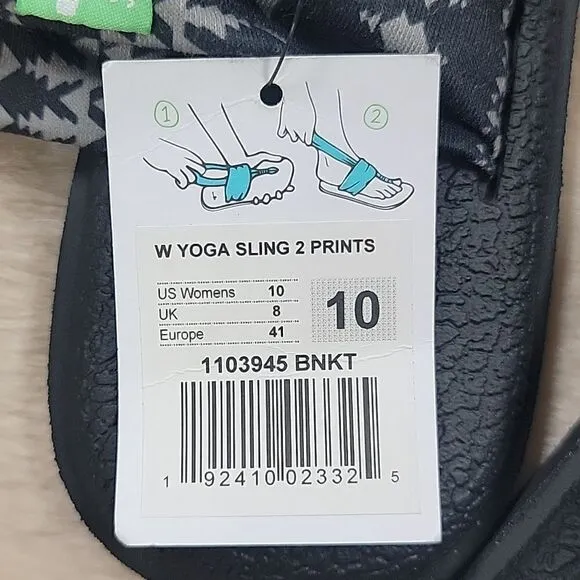 1
2
W YOGA SLING 2 PRINTS
US Womens 10
UK 8
Europe 41
10
1103945 BNKT
1 92410 02332 5